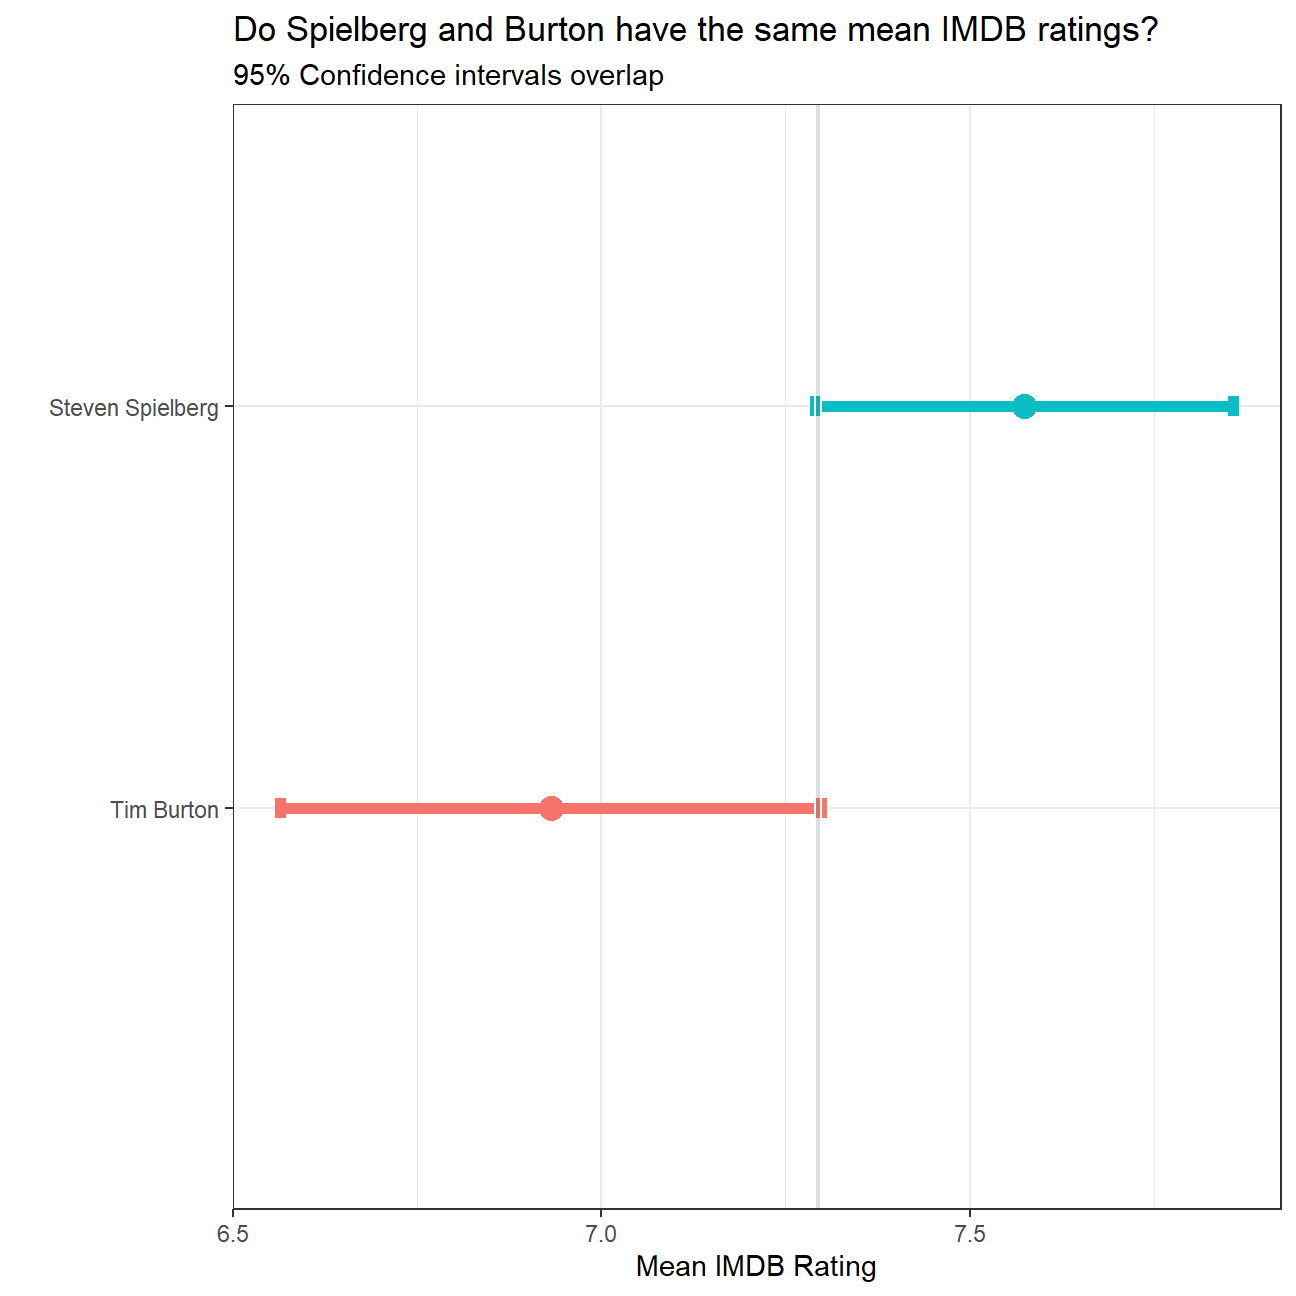 Do Spielberg and Burton have the same mean IMDB ratings?
95% Confidence intervals overlap
Steven Spielberg
Tim Burton
6.5 7.0 7.5
Mean IMDB Rating